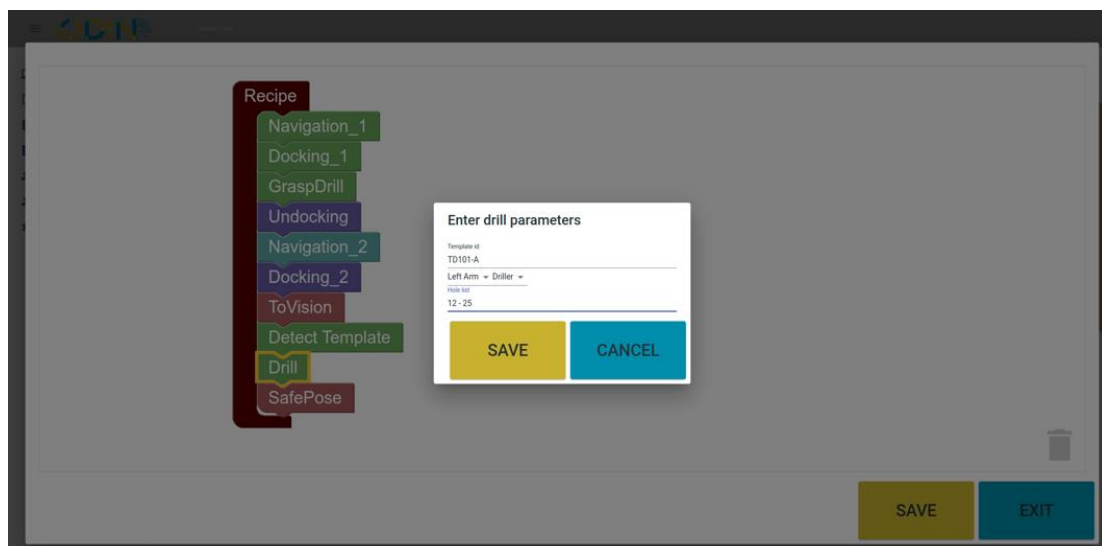 Recipe
Navigation_1
Docking_1
GraspDrill
Undocking
Navigation_2
Docking_2
ToVision
Detect Template
Drill
SafePose
Enter drill parameters
Template id
TD101-A
Left Arm Driller
Hole list
12 - 25
SAVE CANCEL
SAVE EXIT